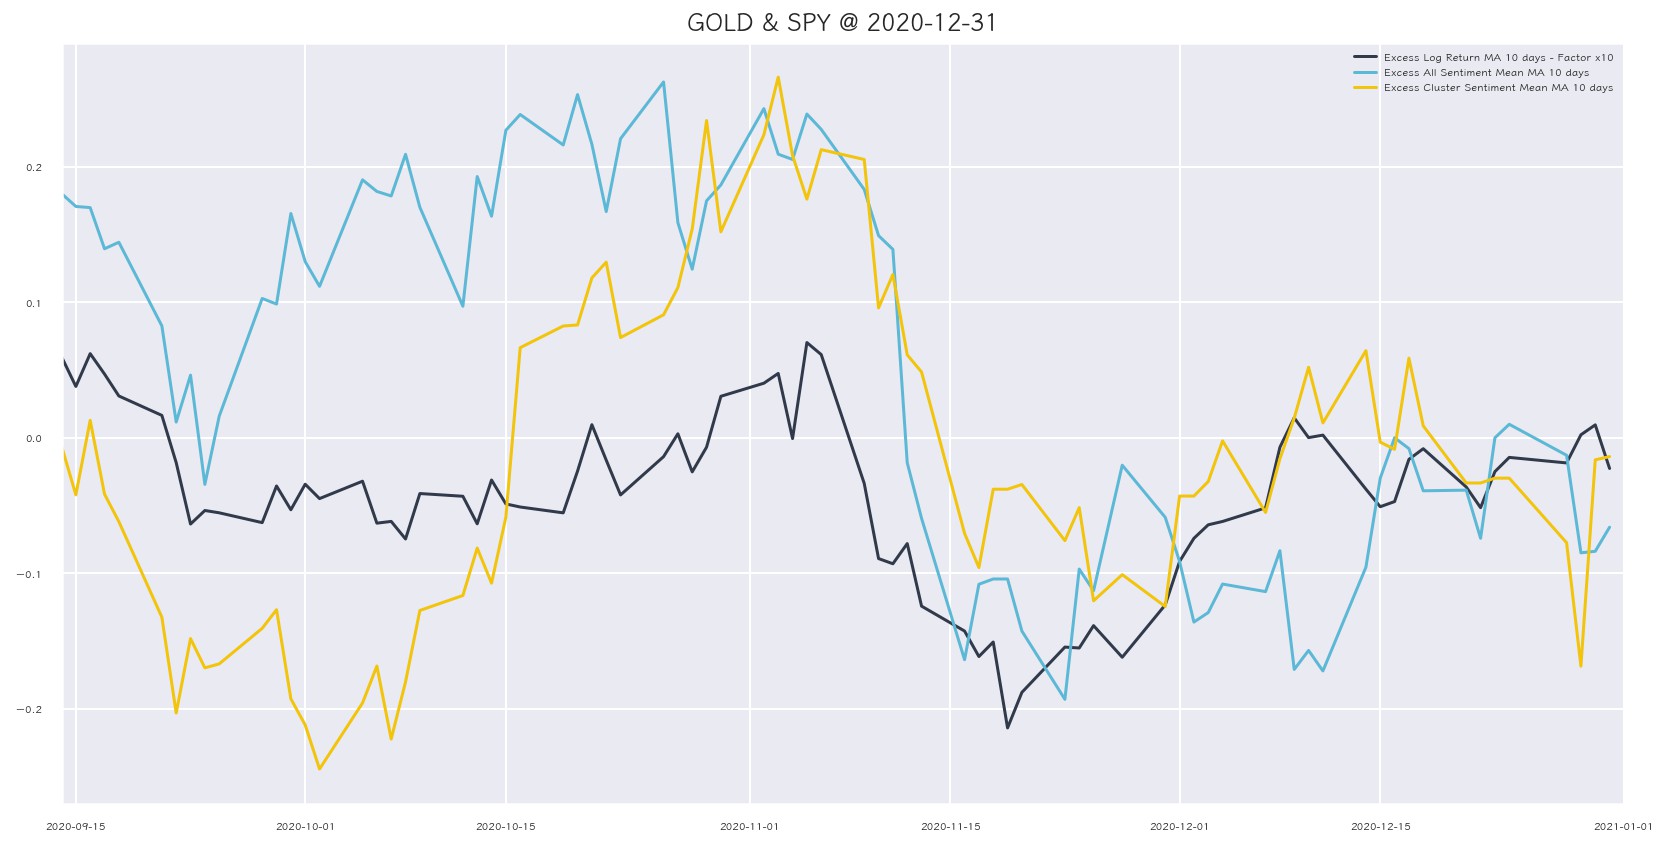 GOLD & SPY @ 2020-12-31
Excess Log Return MA 10 days - Factor x10
Excess All Sentiment Mean MA 10 days
Excess Cluster Sentiment Mean MA 10 days
0.2
0.1
0.0
−0.1
−0.2
2020-09-15 2020-10-01 2020-10-15 2020-11-01 2020-11-15 2020-12-01 2020-12-15 2021-01-01